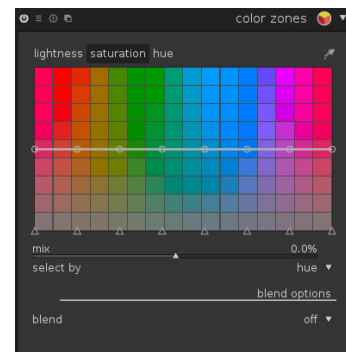 color zones
lightness saturation hue
mix 0.0%
select by hue
blend options
blend off